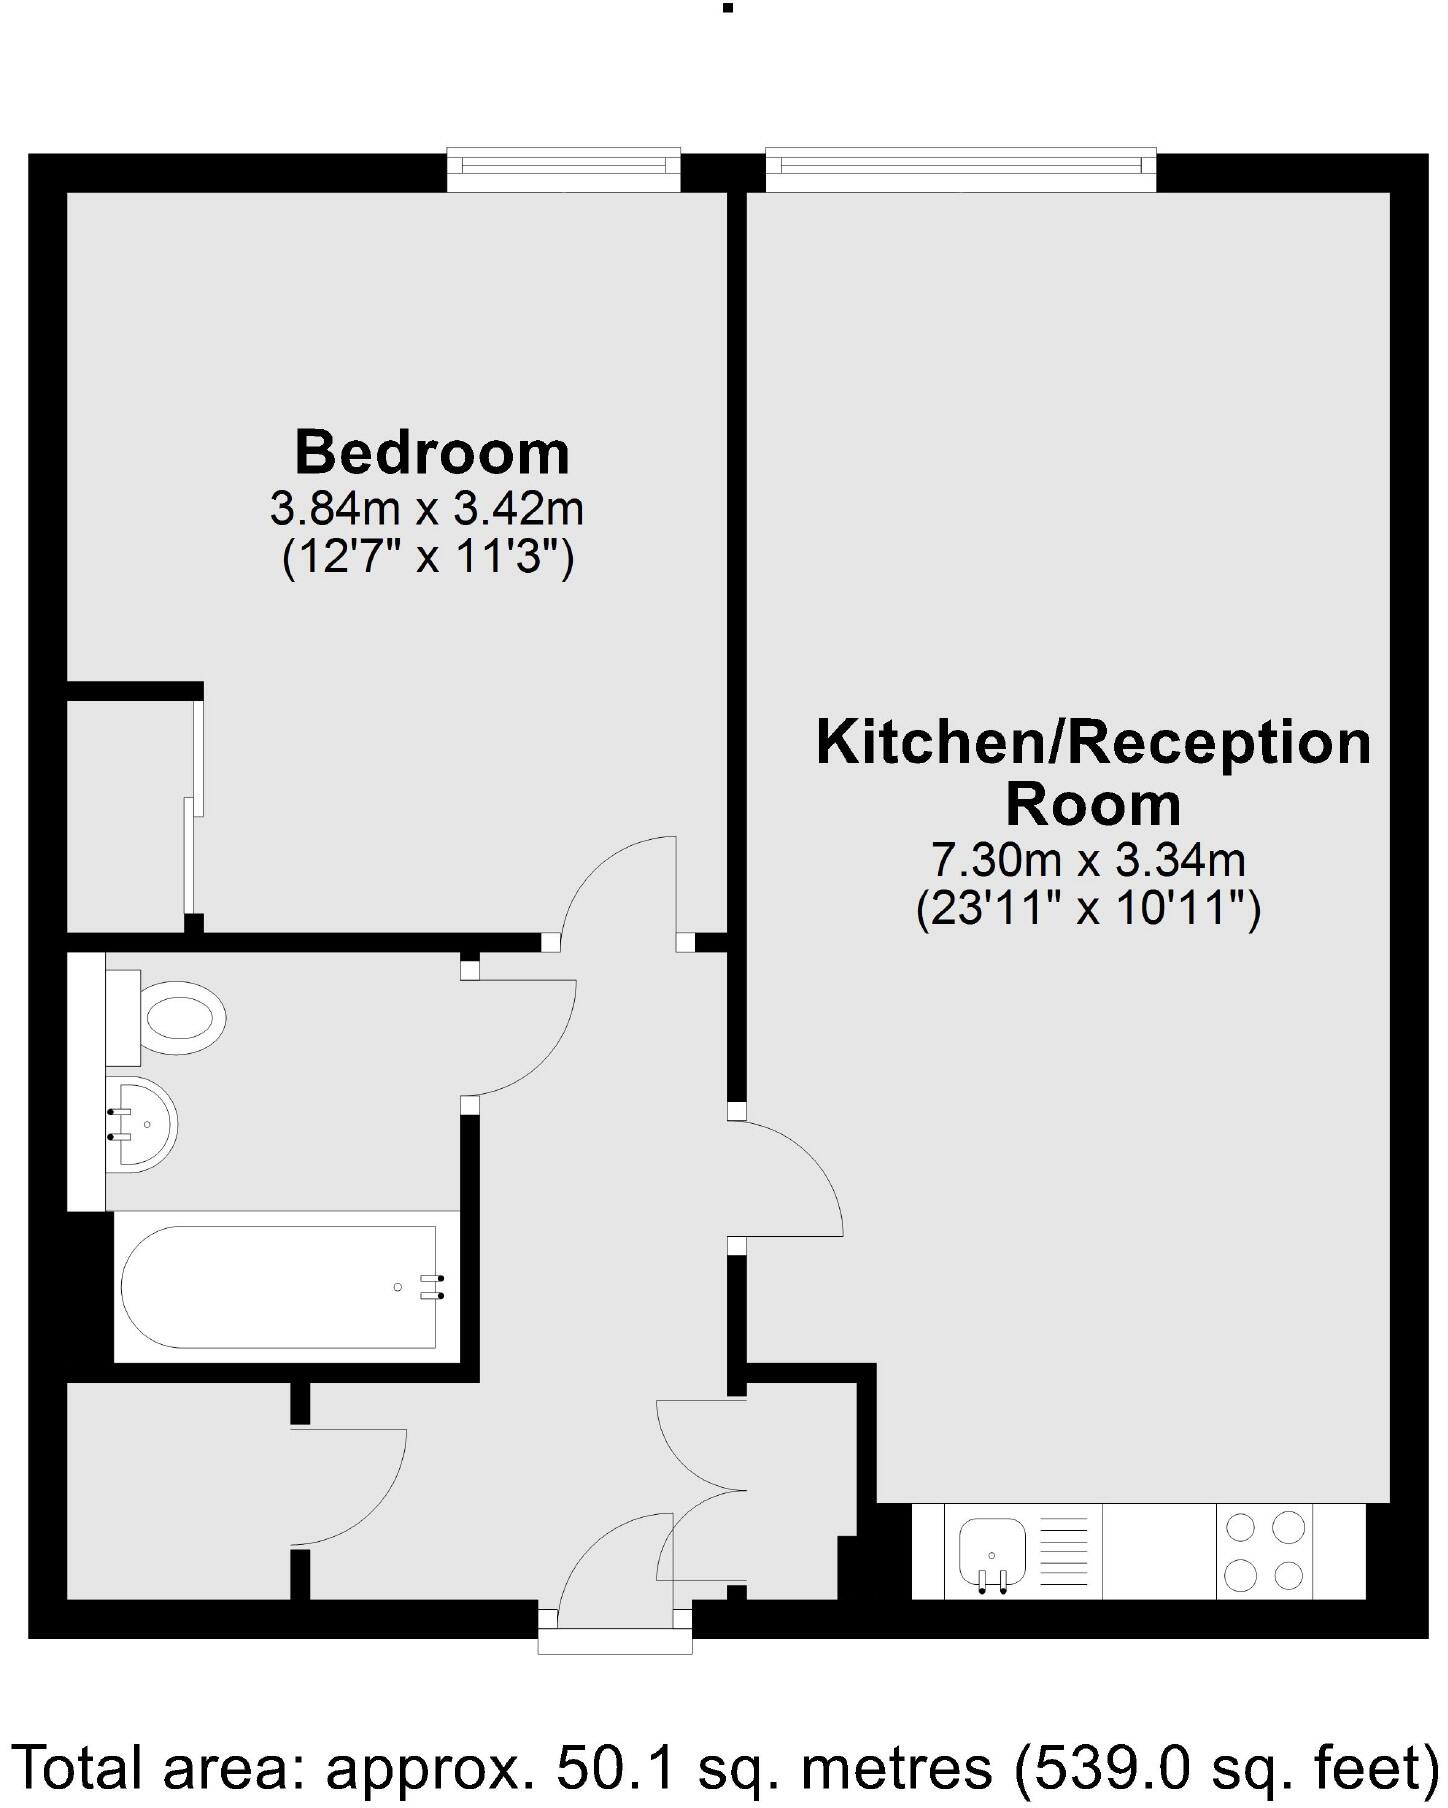 Bedroom
3.84m x 3.42m
(12'7" x 11'3")
Kitchen/Reception
Room
7.30m x 3.34m
(23'11" x 10'11")
Total area: approx. 50.1 sq. metres (539.0 sq. feet)